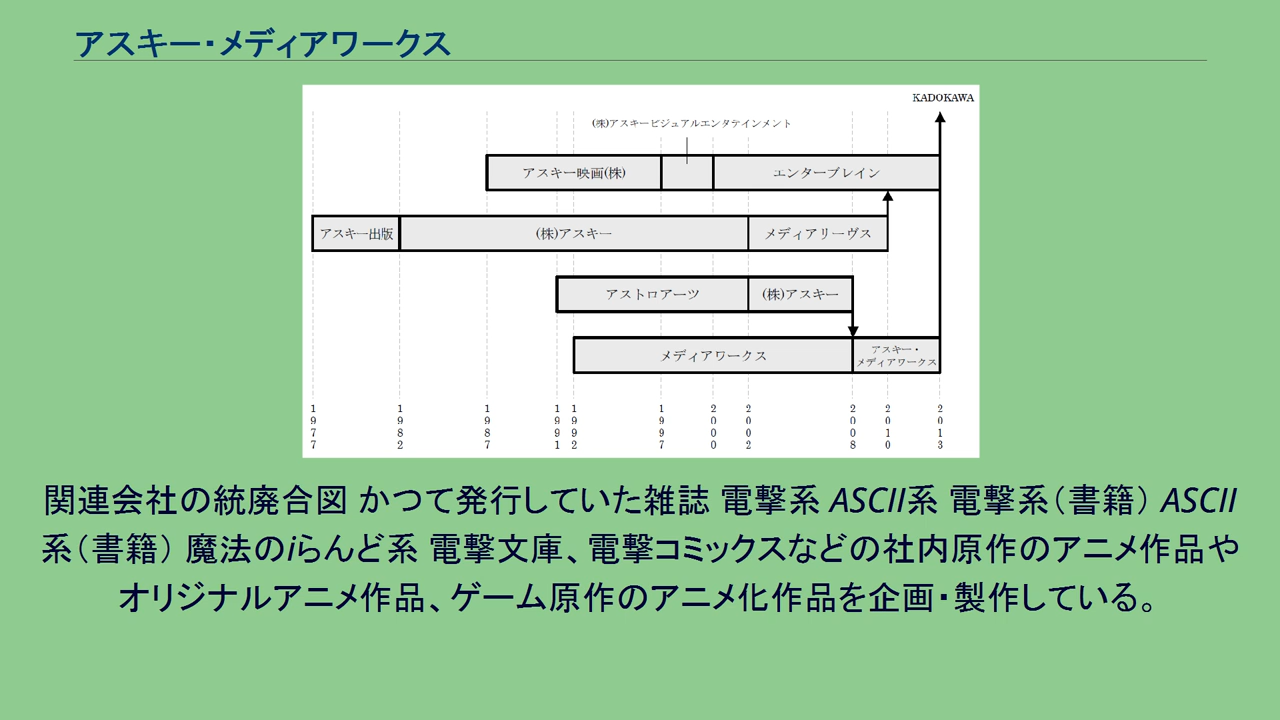 アスキー・メディアワークス
KADOKAWA
(株)アスキービジュアルエンタテインメント
アスキー映画(株)
エンターブレイン
アスキー出版
(株)アスキー
メディアリーヴス
アストロアーツ
(株)アスキー
メディアワークス
アスキー・
メディアワークス
1977
1982
1987
1991
1992
1997
2000
2002
2008
2010
2013
関連会社の統廃合図 かつて発行していた雑誌 電撃系 ASCII系 電撃系（書籍） ASCII
系（書籍） 魔法のiらんど系 電撃文庫、電撃コミックスなどの社内原作のアニメ作品や
オリジナルアニメ作品、ゲーム原作のアニメ化作品を企画・製作している。